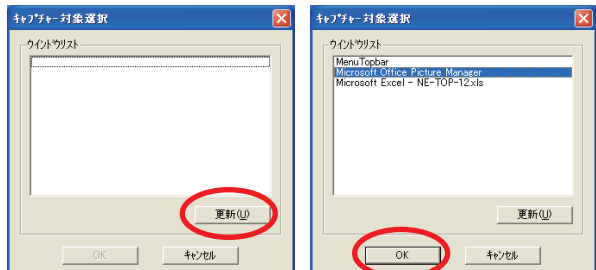 ｷｬﾌﾟﾁｬｰ対象選択
ｳｲﾝﾄﾞｳﾘｽﾄ
更新(U)
OK
ｷｬﾝｾﾙ
ｷｬﾌﾟﾁｬｰ対象選択
ｳｲﾝﾄﾞｳﾘｽﾄ
MenuTopbar
Microsoft Office Picture Manager
Microsoft Excel - NE-TOP-12.xls
更新(U)
OK
ｷｬﾝｾﾙ